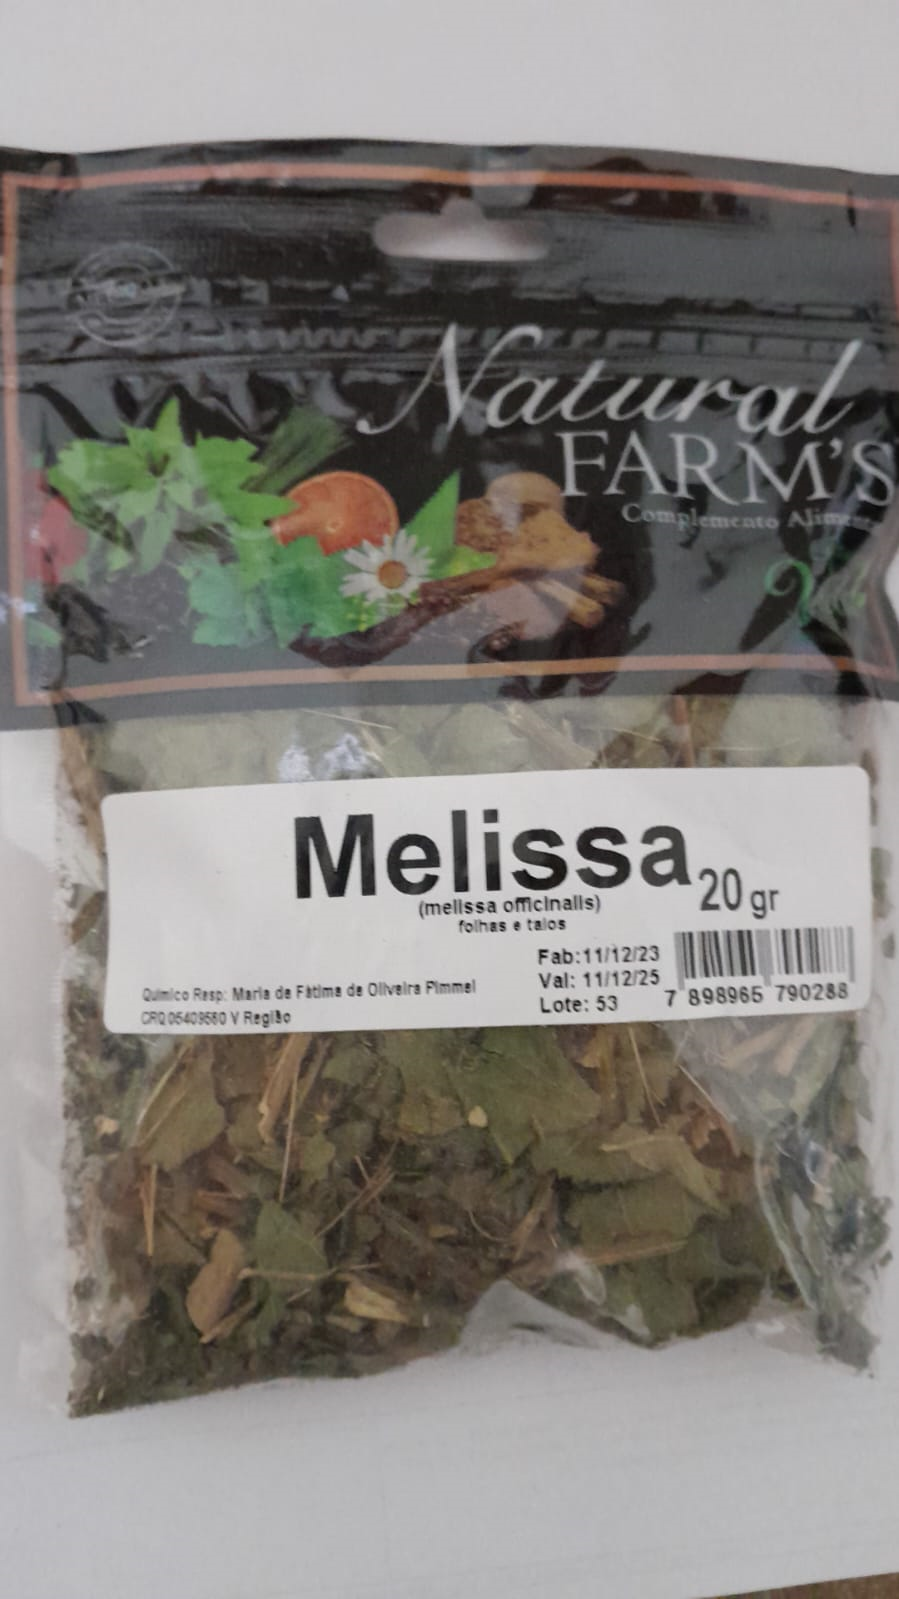 Natural
FARM'S
Complemento
Melissa 20 gr
(melissa officinalis)
folhas e talos
Fab:11/12/23
Val: 11/12/25
Lote: 53
7 898965 790288
Químico Resp: Maria de Fátima de Oliveira Pimmel
CRQ 05409560 V Região